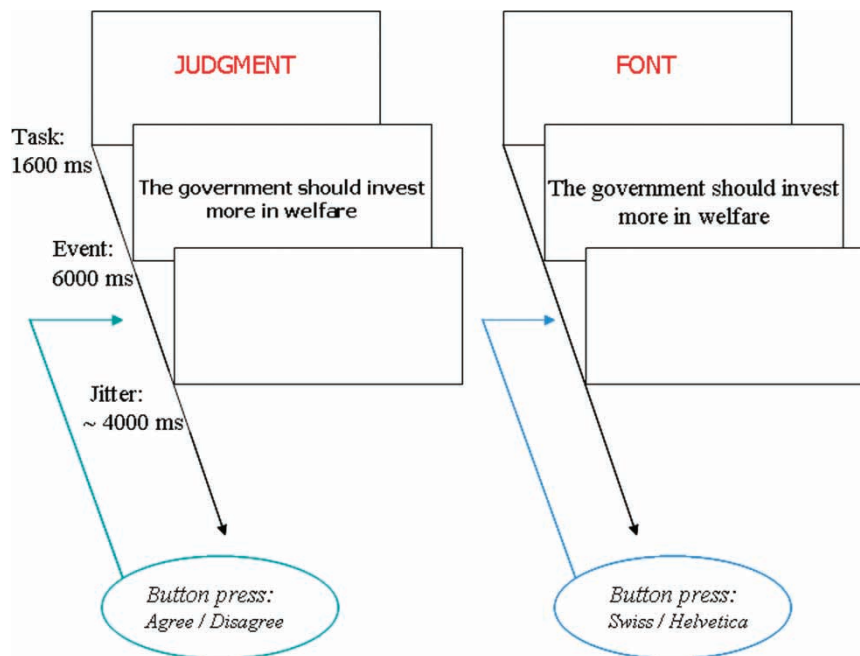 JUDGMENT
Task:
1600 ms
The government should invest
more in welfare
Event:
6000 ms
Jitter:
~ 4000 ms
Button press:
Agree / Disagree
FONT
The government should invest
more in welfare
Button press:
Swiss / Helvetica